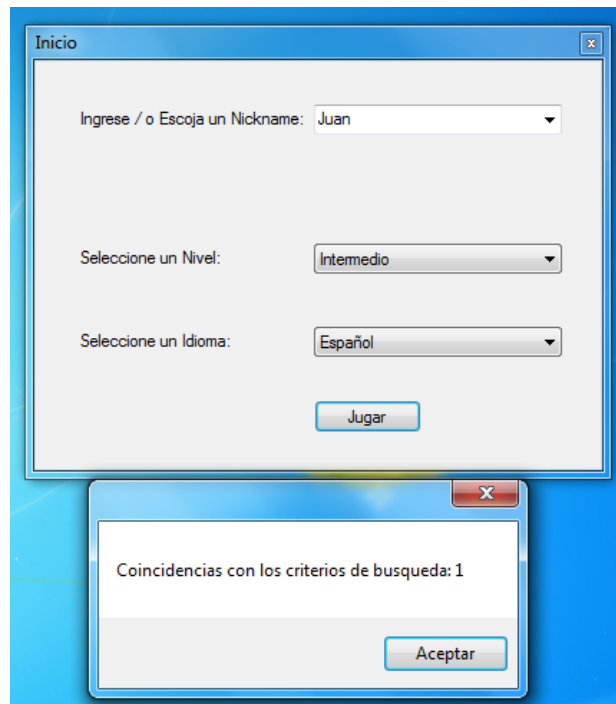 Inicio
Ingrese / o Escoja un Nickname: Juan
Seleccione un Nivel: Intermedio
Seleccione un Idioma: Español
Jugar
Coincidencias con los criterios de busqueda: 1
Aceptar